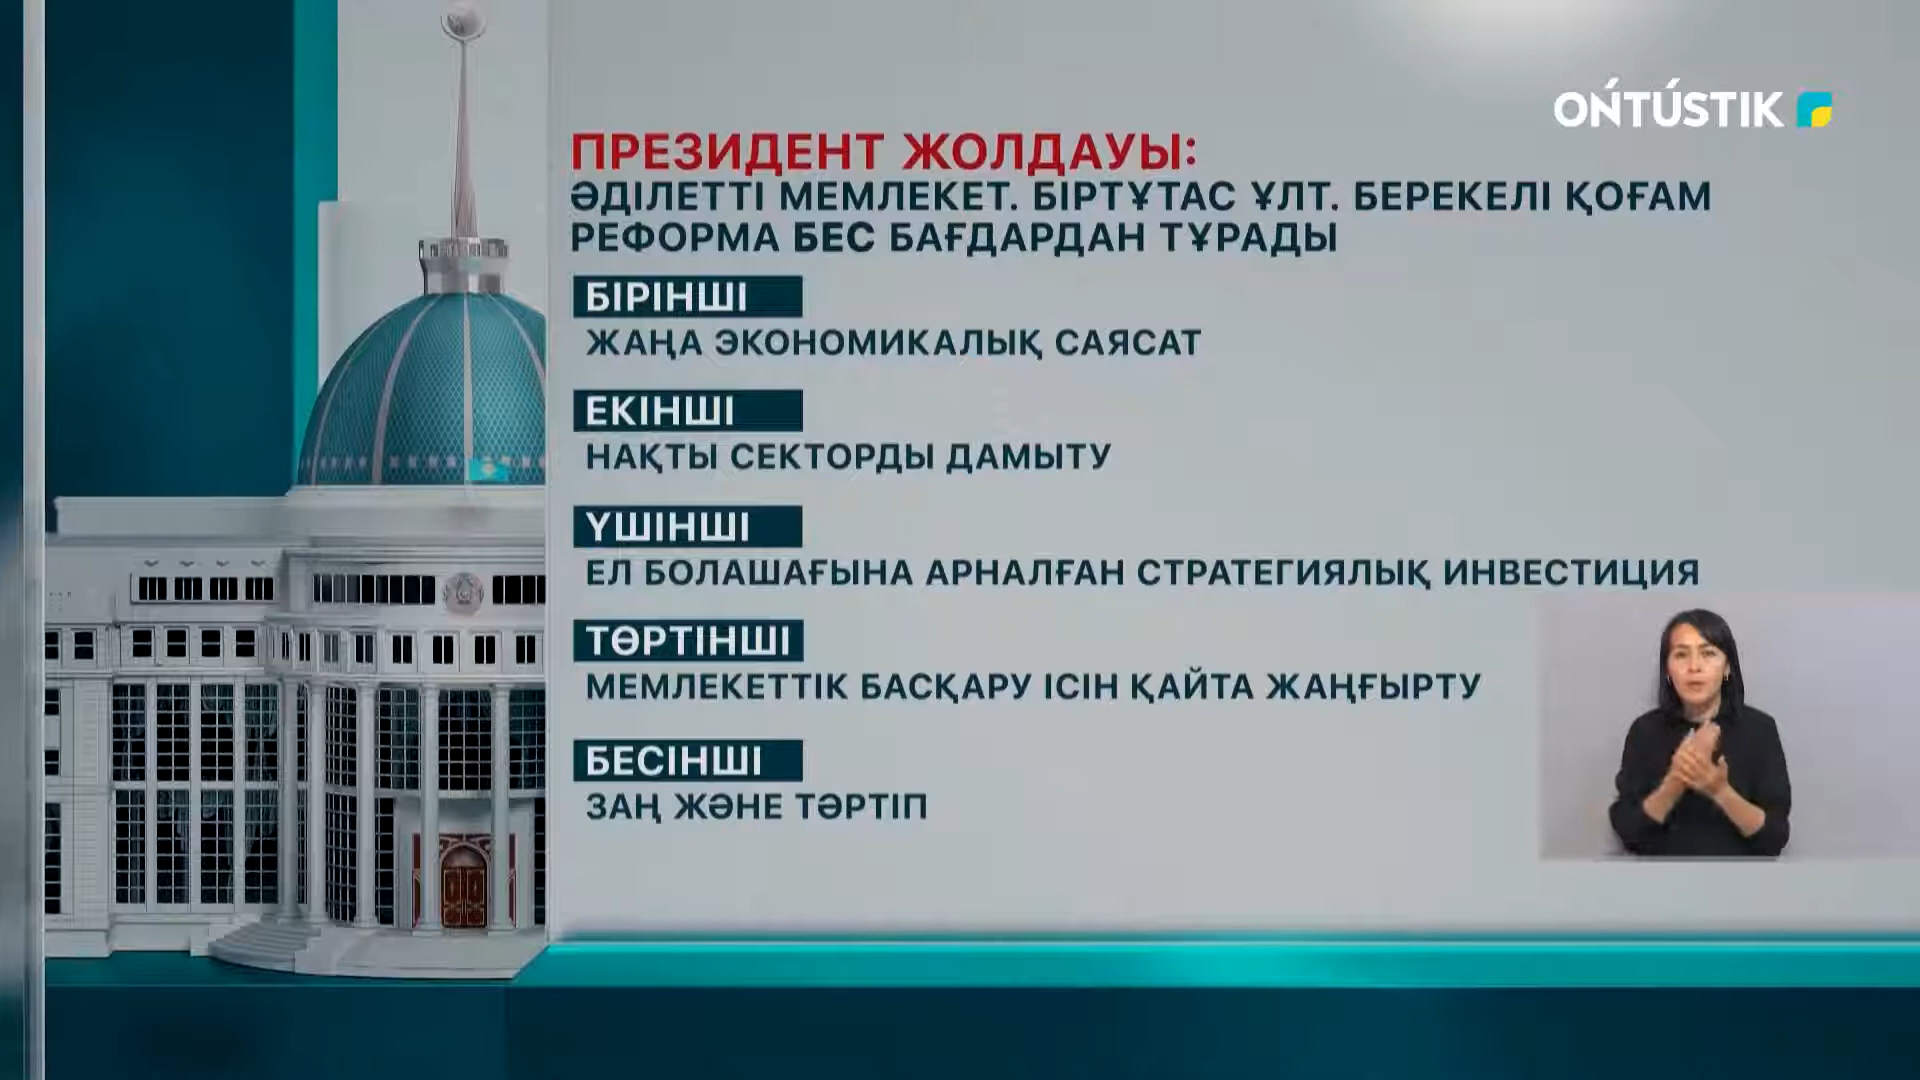 OŃTÚSTIK
ПРЕЗИДЕНТ ЖОЛДАУЫ:
ӘДІЛЕТТІ МЕМЛЕКЕТ. БІРТҰТАС ҰЛТ. БЕРЕКЕЛІ ҚОҒАМ
РЕФОРМА БЕС БАҒДАРДАН ТҰРАДЫ
БІРІНШІ
ЖАҢА ЭКОНОМИКАЛЫҚ САЯСАТ
ЕКІНШІ
НАҚТЫ СЕКТОРДЫ ДАМЫТУ
ҮШІНШІ
ЕЛ БОЛАШАҒЫНА АРНАЛҒАН СТРАТЕГИЯЛЫҚ ИНВЕСТИЦИЯ
ТӨРТІНШІ
МЕМЛЕКЕТТІК БАСҚАРУ ІСІН ҚАЙТА ЖАҢҒЫРТУ
БЕСІНШІ
ЗАҢ ЖӘНЕ ТӘРТІП